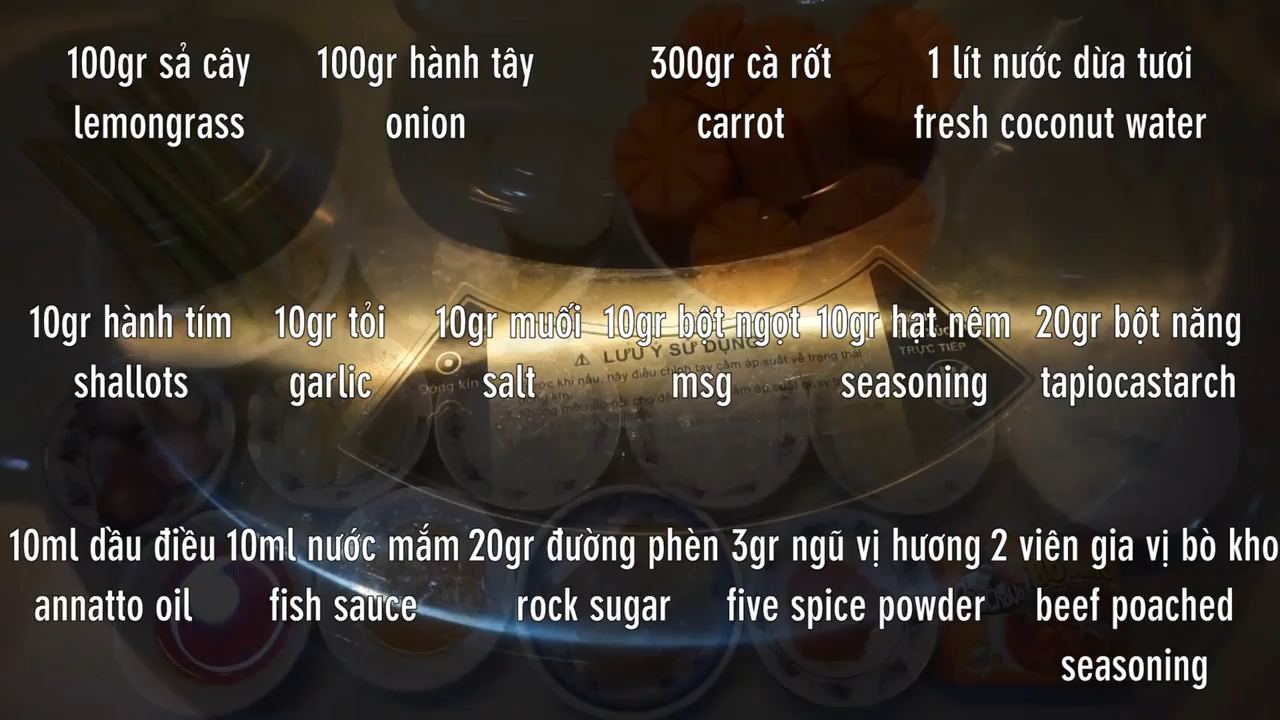 100gr sả cây 100gr hành tây 300gr cà rốt 1 lít nước dừa tươi
lemongrass onion carrot fresh coconut water
10gr hành tím 10gr tỏi 10gr muối 10gr bột ngọt 10gr hạt nêm 20gr bột năng
shallots garlic salt msg seasoning tapiocastarch
LƯU Ý SỬ DỤNG
TRỰC TIẾP
Đóng kín
10ml dầu điều 10ml nước mắm 20gr đường phèn 3gr ngũ vị hương 2 viên gia vị bò kho
annatto oil fish sauce rock sugar five spice powder beef poached
seasoning